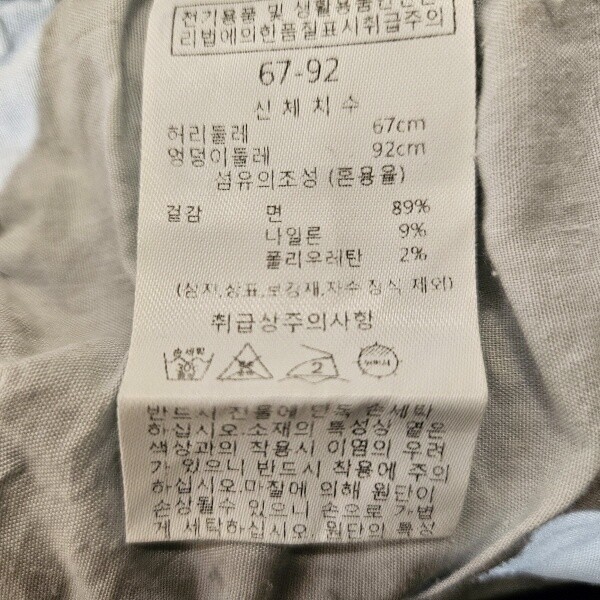 전기용품 및 생활용품안전관
리법에의한품질표시취급주의
67-92
신체치수
허리둘레 67cm
엉덩이둘레 92cm
섬유의조성 (혼용율)
겉감 면 89%
나일론 9%
폴리우레탄 2%
(심지,상표,보강재,자수 장식 제외)
취급상주의사항
손세탁
30℃
중성
2
반드시 찬물에 단독 손세탁
하십시오.소재의 특성상 옅은
색상과의 착용시 이염의 우려
가 있으니 반드시 착용에 주의
하십시오.마찰에 의해 원단이
손상될수 있으니 손으로 가볍
게 세탁하십시오. 원단의 특성